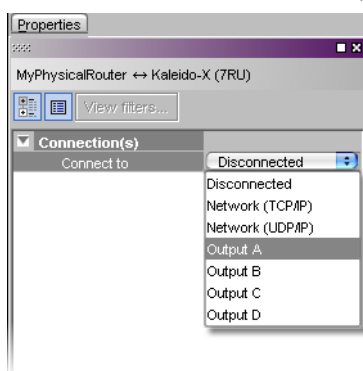 Properties
MyPhysicalRouter ↔ Kaleido-X (7RU)
View filters...
Connection(s)
Connect to Disconnected
Disconnected
Network (TCP/IP)
Network (UDP/IP)
Output A
Output B
Output C
Output D